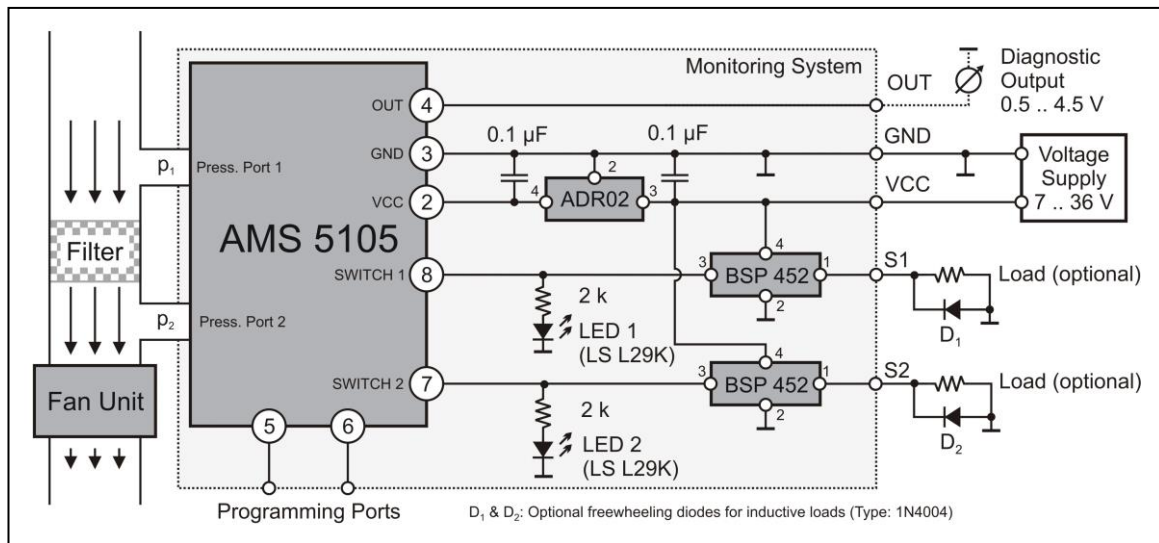 Monitoring System
OUT
Diagnostic
Output
0.5 .. 4.5 V
OUT
4
0.1 µF
0.1 µF
GND
p₁
Press. Port 1
GND
3
2
VCC
Voltage
Supply
7 .. 36 V
VCC
2
4
ADR02
3
Filter
AMS 5105
4
SWITCH 1
8
3
BSP 452
1
S1
Load (optional)
2 k
2
p₂
Press. Port 2
LED 1
(LS L29K)
D₁
4
SWITCH 2
7
3
BSP 452
1
S2
Load (optional)
Fan Unit
2 k
2
5
6
LED 2
(LS L29K)
D₂
Programming Ports
D₁ & D₂: Optional freewheeling diodes for inductive loads (Type: 1N4004)